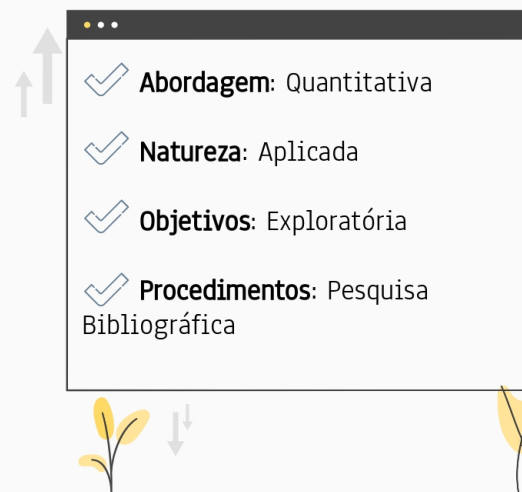 Abordagem: Quantitativa
Natureza: Aplicada
Objetivos: Exploratória
Procedimentos: Pesquisa
Bibliográfica